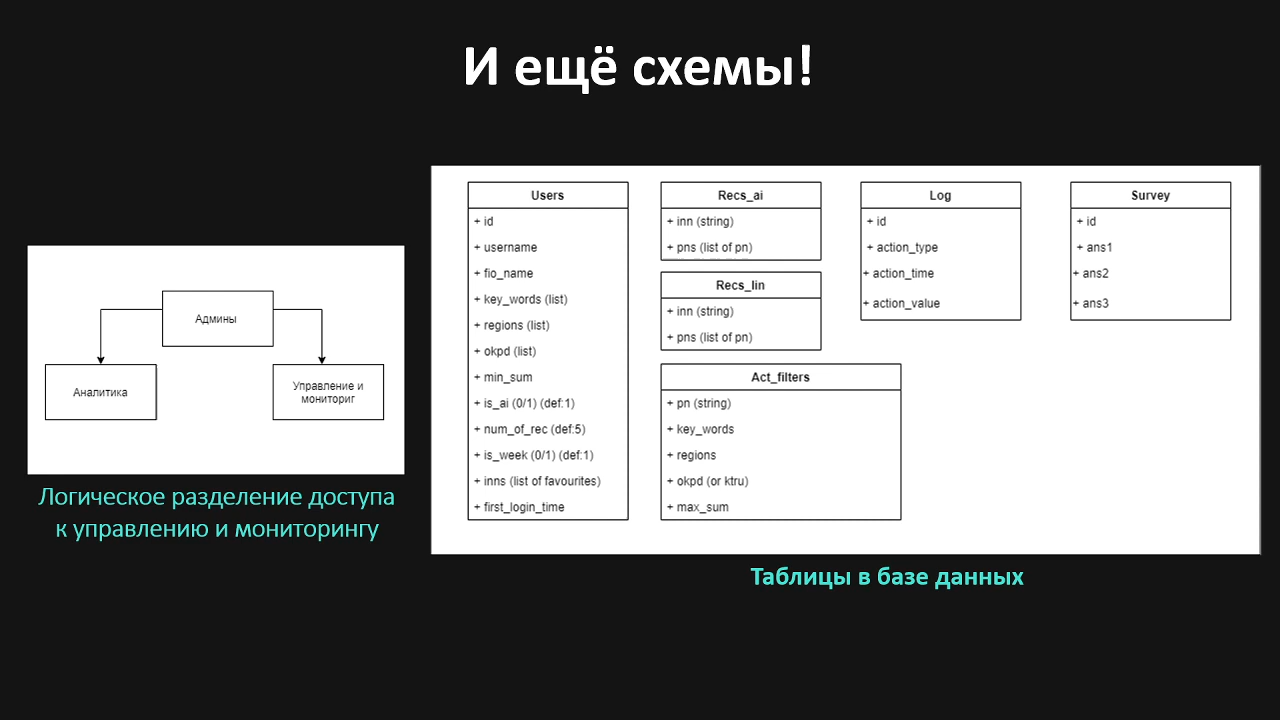 И ещё схемы!
Админы
Аналитика
Управление и
мониториг
Логическое разделение доступа
к управлению и мониторингу
Users
+ id
+ username
+ fio_name
+ key_words (list)
+ regions (list)
+ okpd (list)
+ min_sum
+ is_ai (0/1) (def:1)
+ num_of_rec (def:5)
+ is_week (0/1) (def:1)
+ inns (list of favourites)
+ first_login_time
Recs_ai
+ inn (string)
+ pns (list of pn)
Recs_lin
+ inn (string)
+ pns (list of pn)
Act_filters
+ pn (string)
+ key_words
+ regions
+ okpd (or ktru)
+ max_sum
Log
+ id
+ action_type
+ action_time
+ action_value
Survey
+ id
+ ans1
+ ans2
+ ans3
Таблицы в базе данных